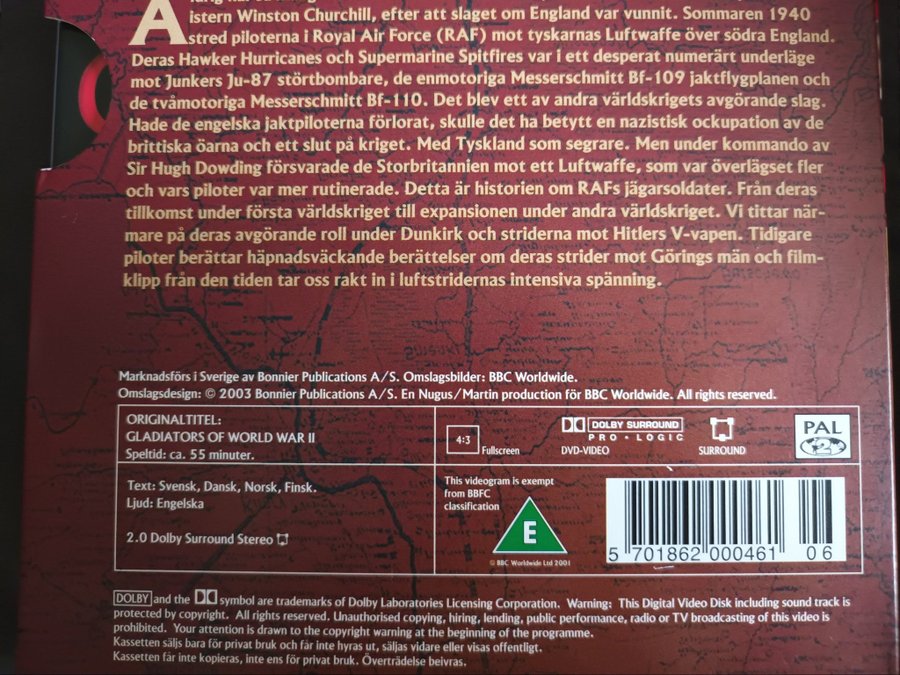 istern Winston Churchill, efter att slaget om England var vunnit. Sommaren 1940
A
stred piloterna i Royal Air Force (RAF) mot tyskarnas Luftwaffe över södra England.
Deras Hawker Hurricanes och Supermarine Spitfires var i ett desperat numerärt underläge
mot Junkers Ju-87 störtbombare, de enmotoriga Messerschmitt Bf-109 jaktflygplanen och
de tvåmotoriga Messerschmitt Bf-110. Det blev ett av andra världskrigets avgörande slag.
Hade de engelska jaktpiloterna förlorat, skulle det ha betytt en nazistisk ockupation av de
brittiska öarna och ett slut på kriget. Med Tyskland som segrare. Men under kommando av
Sir Hugh Dowding försvarade de Storbritannien mot ett Luftwaffe, som var överlägset fler
och vars piloter var mer rutinerade. Detta är historien om RAFs jägarsoldater. Från deras
tillkomst under första världskriget till expansionen under andra världskriget. Vi tittar när-
mare på deras avgörande roll under Dunkirk och striderna mot Hitlers V-vapen. Tidigare
piloter berättar häpnadsväckande berättelser om deras strider mot Görings män och film-
klipp från den tiden tar oss rakt in i luftstridernas intensiva spänning.
Marknadsförs i Sverige av Bonnier Publications A/S. Omslagsbilder: BBC Worldwide.
Omslagsdesign: © 2003 Bonnier Publications A/S. En Nugus/Martin production för BBC Worldwide. All rights reserved.
ORIGINALTITEL:
GLADIATORS OF WORLD WAR II
Speltid: ca. 55 minuter.
4:3 Fullscreen
DOLBY SURROUND
PRO • LOGIC
DVD-VIDEO
SURROUND
PAL
2
Text: Svensk, Dansk, Norsk, Finsk.
Ljud: Engelska
2.0 Dolby Surround Stereo
This videogram is exempt
from BBFC
classification
E
© BBC Worldwide Ltd 2001
5 701862 000461 06
DOLBY and the symbol are trademarks of Dolby Laboratories Licensing Corporation. Warning: This Digital Video Disk including sound track is
protected by copyright. All rights reserved. Unauthorised copying, hiring, lending, public performance, radio or TV broadcasting of this video is
prohibited. Your attention is drawn to the copyright warning at the beginning of the programme.
Kassetten säljs bara för privat bruk och får inte hyras ut, säljas vidare eller visas offentligt.
Kassetten får inte kopieras, inte ens för privat bruk. Överträdelse beivras.